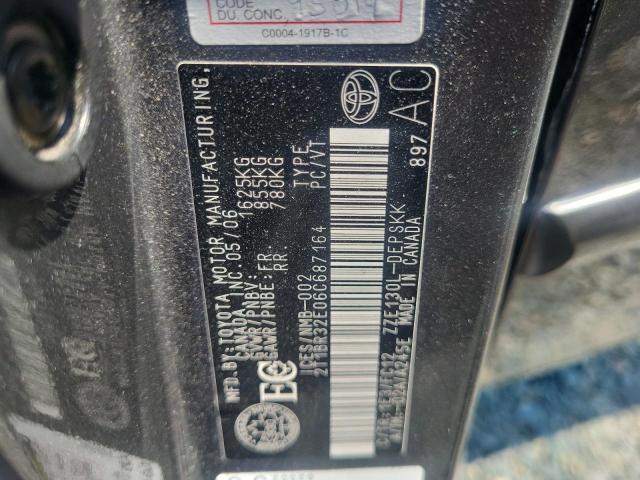 CODE
DU. CONC.
C0004-1917B-1C
MFD.BY:TOYOTA MOTOR MANUFACTURING,
CANADA INC. 05/06
GVWR/PNBV: 1625KG
GAWR/PNBE:FR. 855KG
RR. 780KG
ICES/NMB-002
2T1BR32E06C687164
TYPE
PC/VT
EC
ZZE130L-DEPSKK
MADE IN CANADA
897
AC